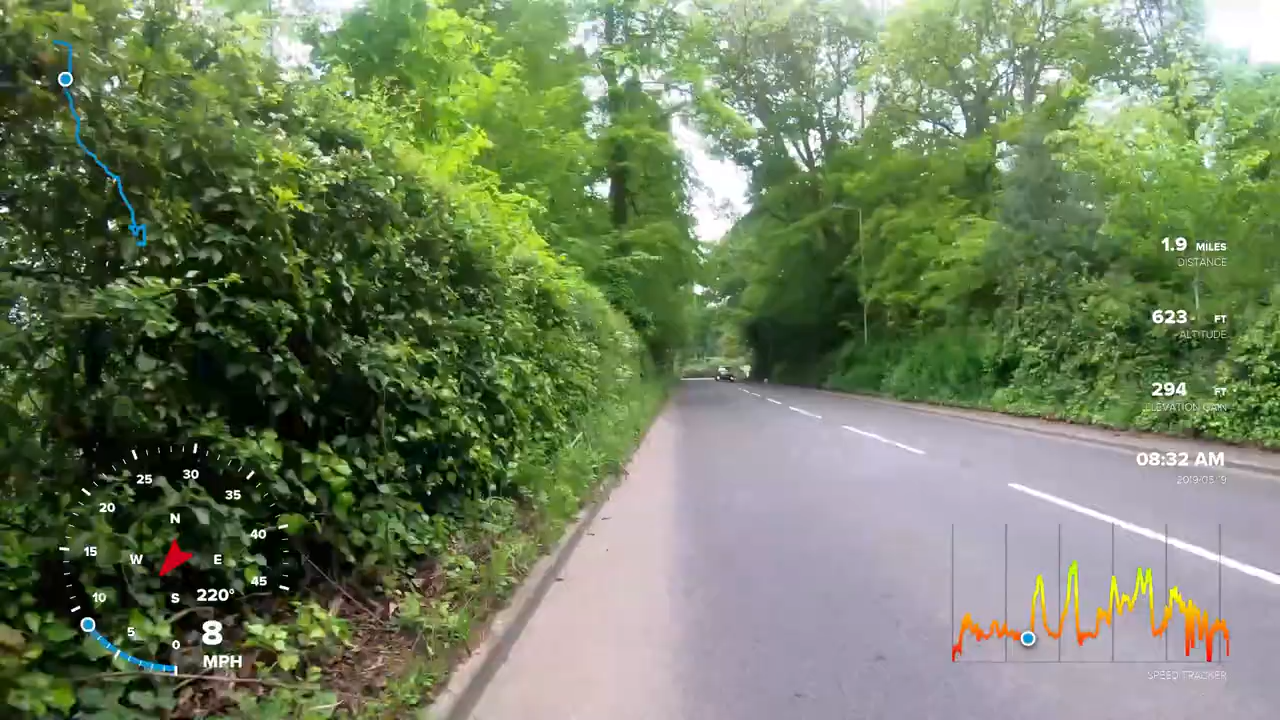 1.9 MILES
DISTANCE
623 FT
ALTITUDE
294 FT
ELEVATION GAIN
08:32 AM
25 30 35
20 N 40
15 W E 45
10 S 220°
5 0 8
MPH
SPEED TRACKER